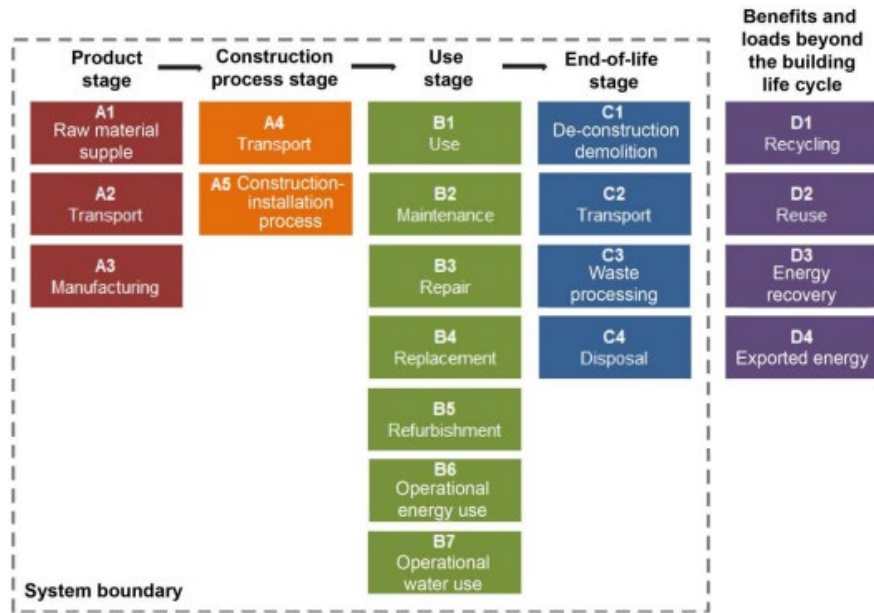 Product
stage
Construction
process stage
Use
stage
End-of-life
stage
Benefits and
loads beyond
the building
life cycle
A1
Raw material
supple
A2
Transport
A3
Manufacturing
A4
Transport
A5 Construction-
installation
process
B1
Use
B2
Maintenance
B3
Repair
B4
Replacement
B5
Refurbishment
B6
Operational
energy use
B7
Operational
water use
C1
De-construction
demolition
C2
Transport
C3
Waste
processing
C4
Disposal
D1
Recycling
D2
Reuse
D3
Energy
recovery
D4
Exported energy
System boundary